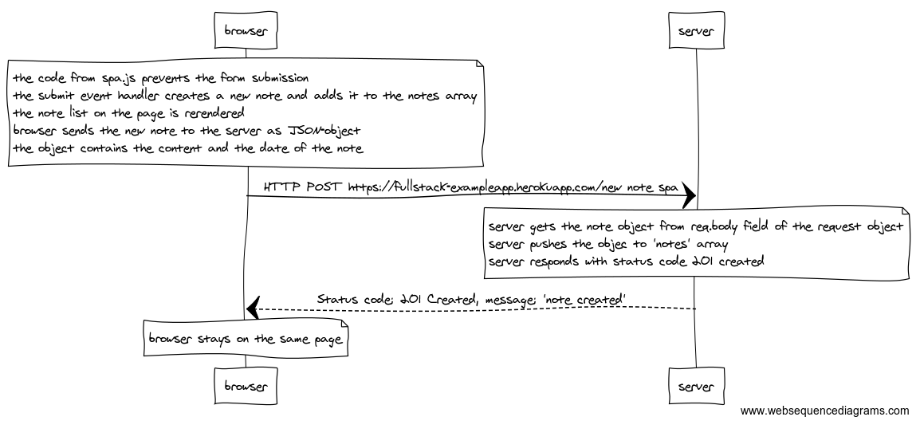 browser
server
the code from spa.js prevents the form submission
the submit event handler creates a new note and adds it to the notes array
the note list on the page is rerendered
browser sends the new note to the server as JSON-object
the object contains the content and the date of the note
HTTP POST https://fullstack-exampleapp.herokuapp.com/new_note_spa
server gets the note object from req.body field of the request object
server pushes the objec to 'notes' array
server responds with status code 201 created
Status code: 201 Created, message: 'note created'
browser stays on the same page
browser
server
www.websequencediagrams.com